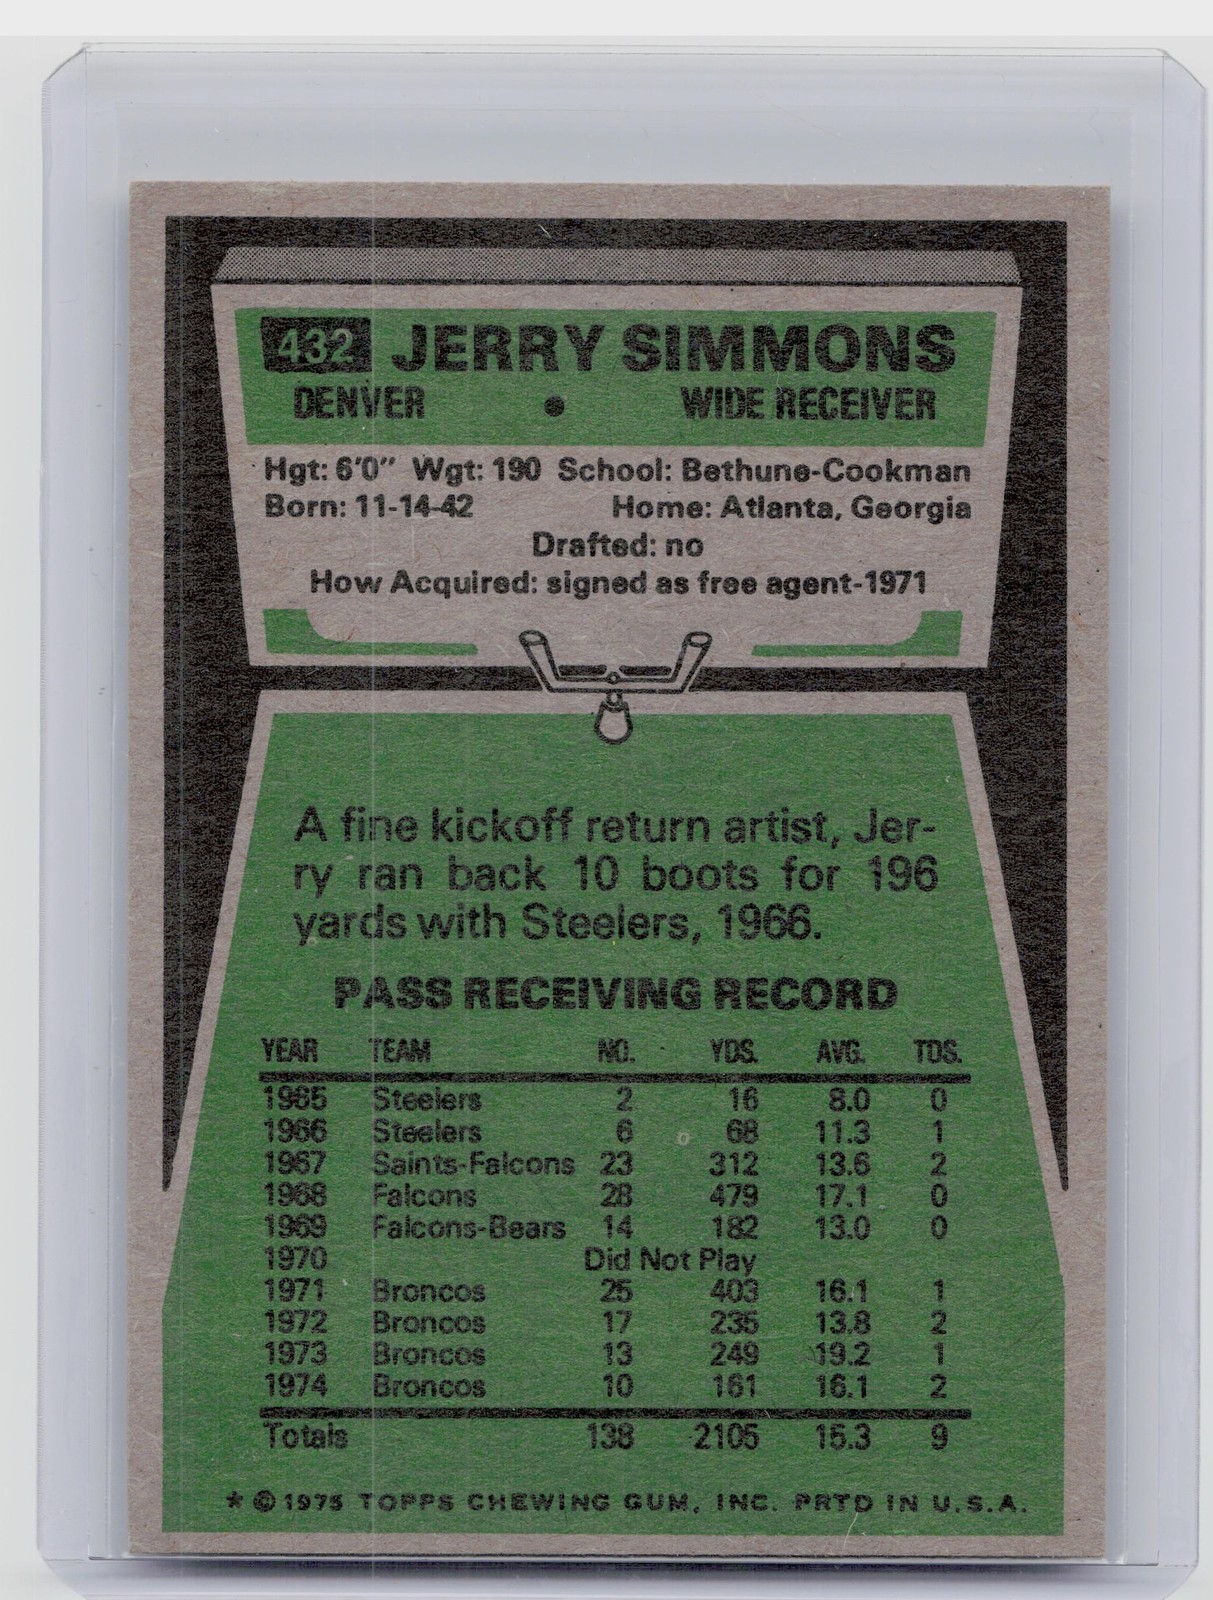 432 JERRY SIMMONS
DENVER • WIDE RECEIVER
Hgt: 6'0" Wgt: 190 School: Bethune-Cookman
Born: 11-14-42 Home: Atlanta, Georgia
Drafted: no
How Acquired: signed as free agent-1971
A fine kickoff return artist, Jer-
ry ran back 10 boots for 196
yards with Steelers, 1966.
PASS RECEIVING RECORD
YEAR TEAM NO. YDS. AVG. TDS.
1965 Steelers 2 16 8.0 0
1966 Steelers 6 68 11.3 1
1967 Saints-Falcons 23 312 13.6 2
1968 Falcons 28 479 17.1 0
1969 Falcons-Bears 14 182 13.0 0
1970 Did Not Play
1971 Broncos 25 403 16.1 1
1972 Broncos 17 235 13.8 2
1973 Broncos 13 249 19.2 1
1974 Broncos 10 161 16.1 2
Totals 138 2105 15.3 9
* © 1975 TOPPS CHEWING GUM, INC. PRTD IN U.S.A.